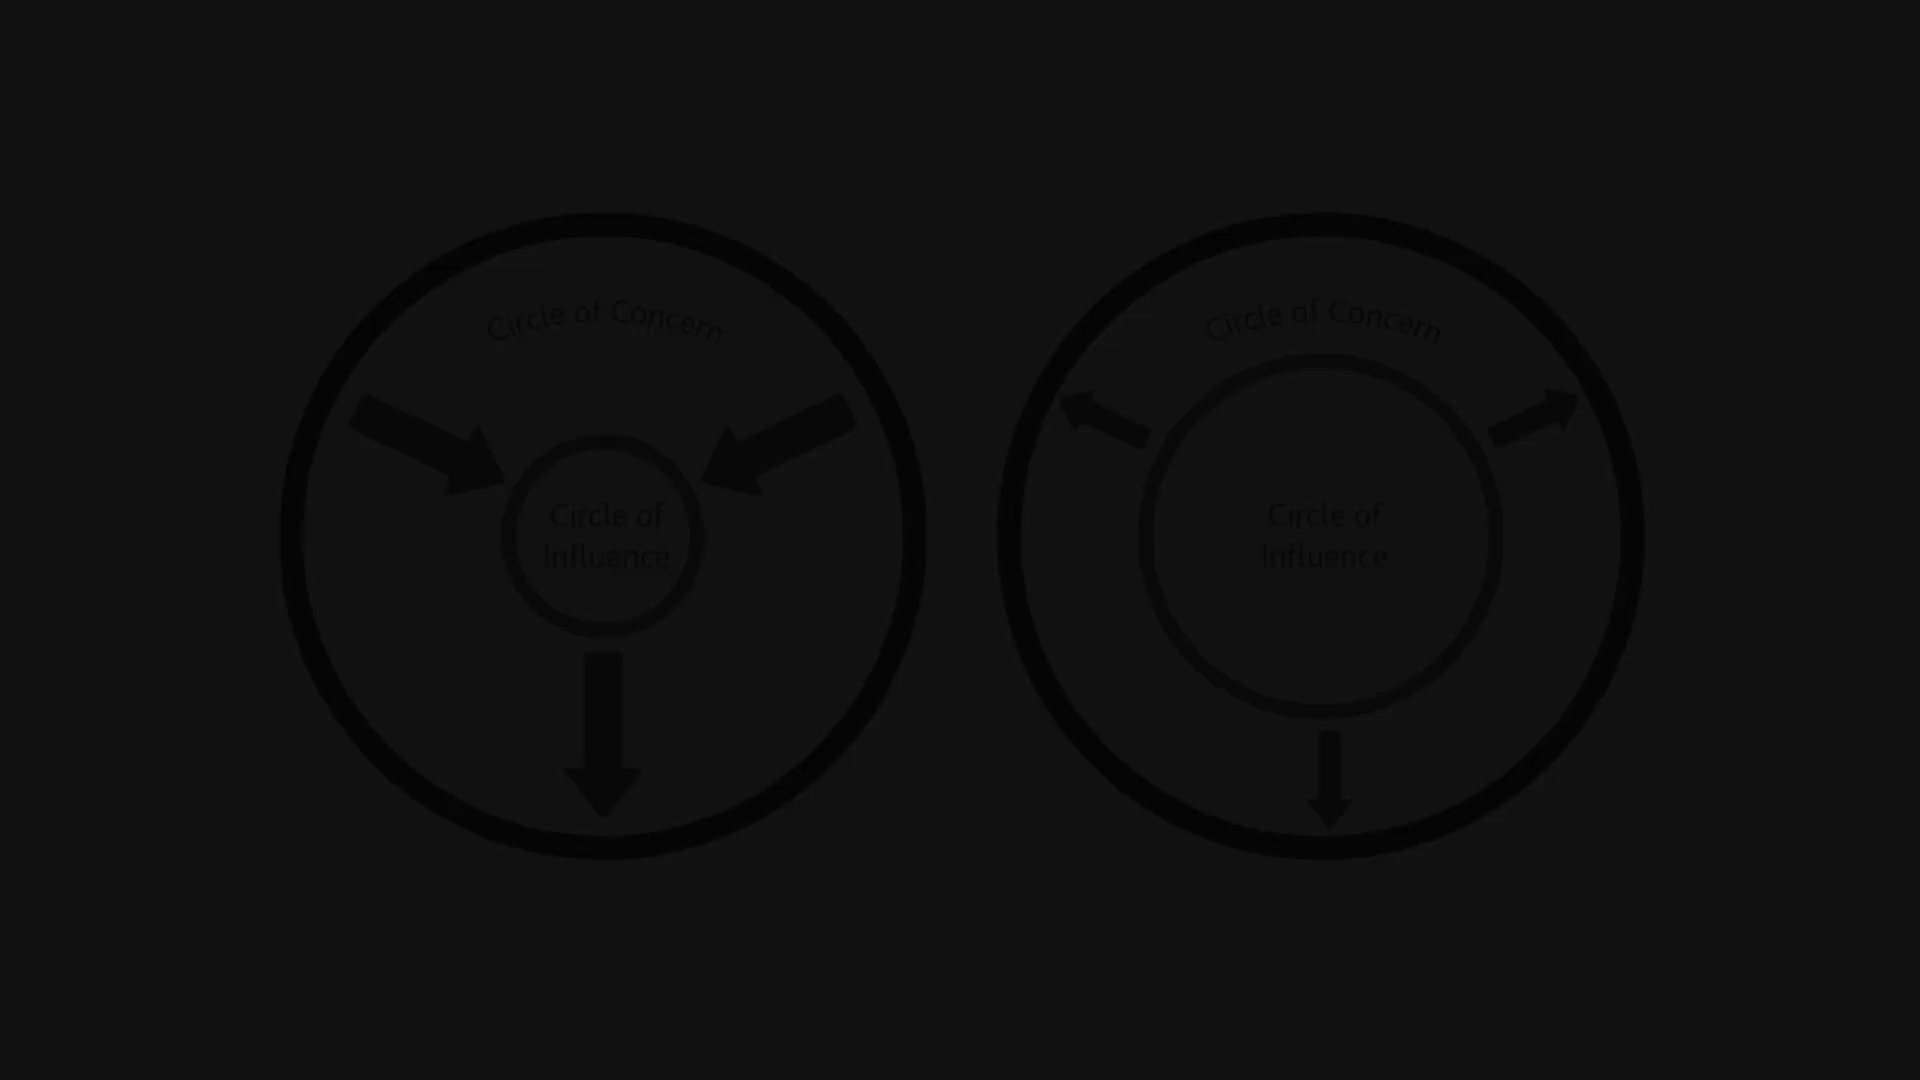 Circle of Concern
Circle of
Influence
Circle of Concern
Circle of
Influence